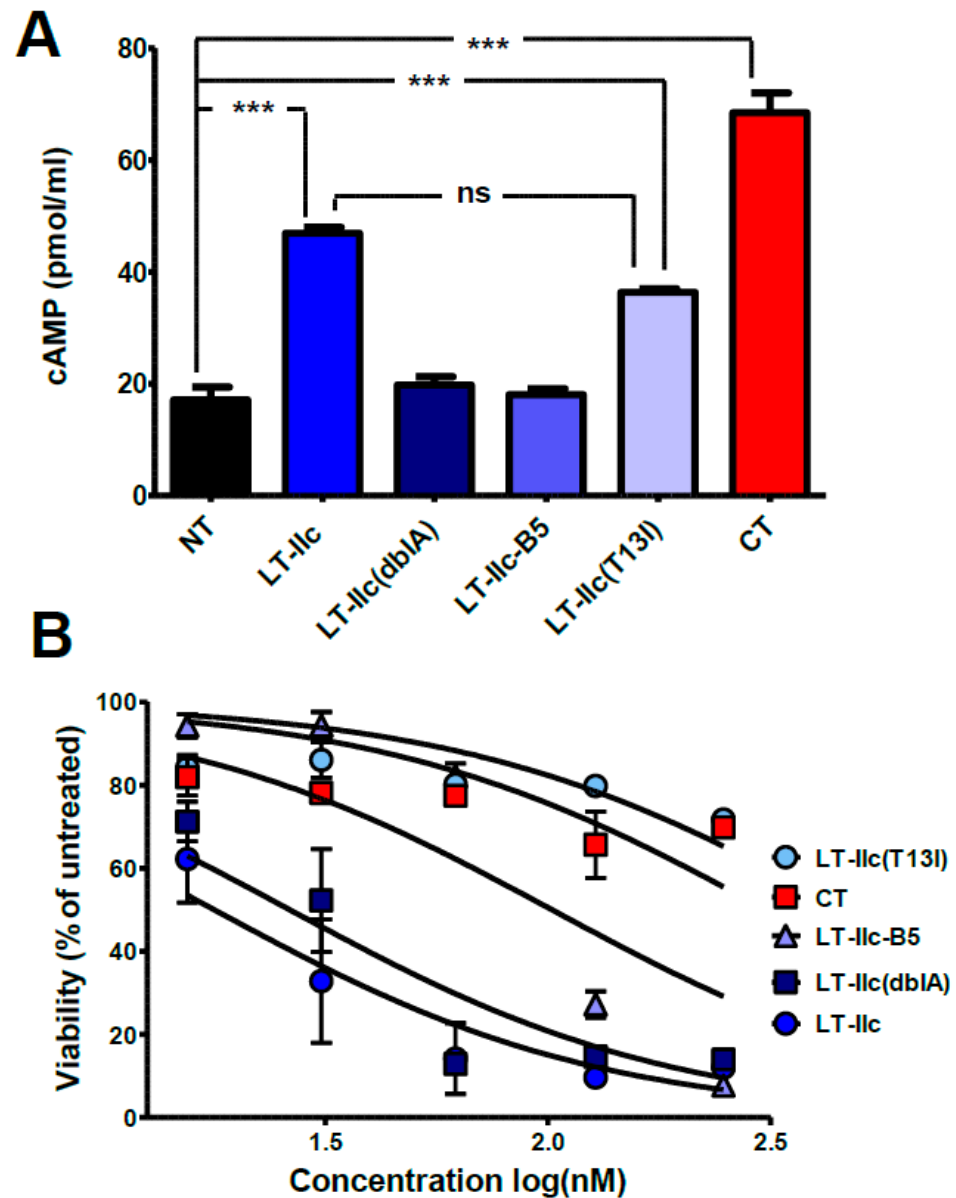 A
80
60
40
20
0
cAMP (pmol/ml)
***
***
***
ns
NT
LT-IIc
LT-IIc(dblA)
LT-IIc-B5
LT-IIc(T13I)
CT
B
100
80
60
40
20
0
Viability (% of untreated)
1.5
2.0
2.5
Concentration log(nM)
LT-IIc(T13I)
CT
LT-IIc-B5
LT-IIc(dblA)
LT-IIc